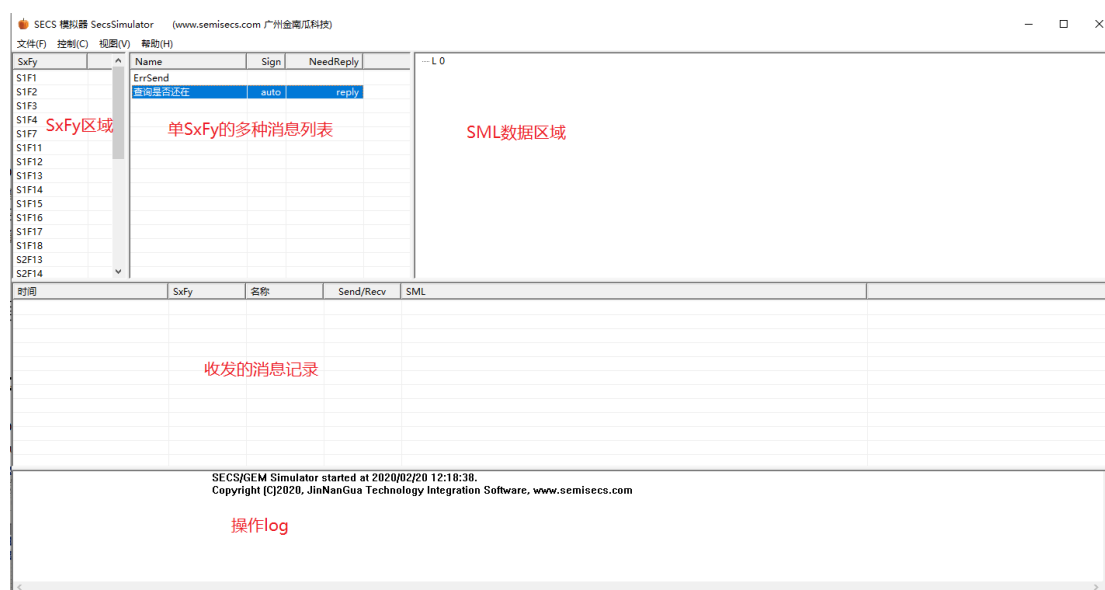 SECS 模拟器 SecsSimulator (www.semisecs.com 广州金南瓜科技)
文件(F) 控制(C) 视图(V) 帮助(H)
SxFy Name Sign NeedReply L 0
S1F1 ErrSend
S1F2 查询是否还在 auto reply
S1F3
S1F4
SxFy区域 单SxFy的多种消息列表 SML数据区域
S1F7
S1F11
S1F12
S1F13
S1F14
S1F15
S1F16
S1F17
S1F18
S2F13
S2F14
时间 SxFy 名称 Send/Recv SML
收发的消息记录
SECS/GEM Simulator started at 2020/02/20 12:18:38.
Copyright (C)2020, JinNanGua Technology Integration Software, www.semisecs.com
操作log